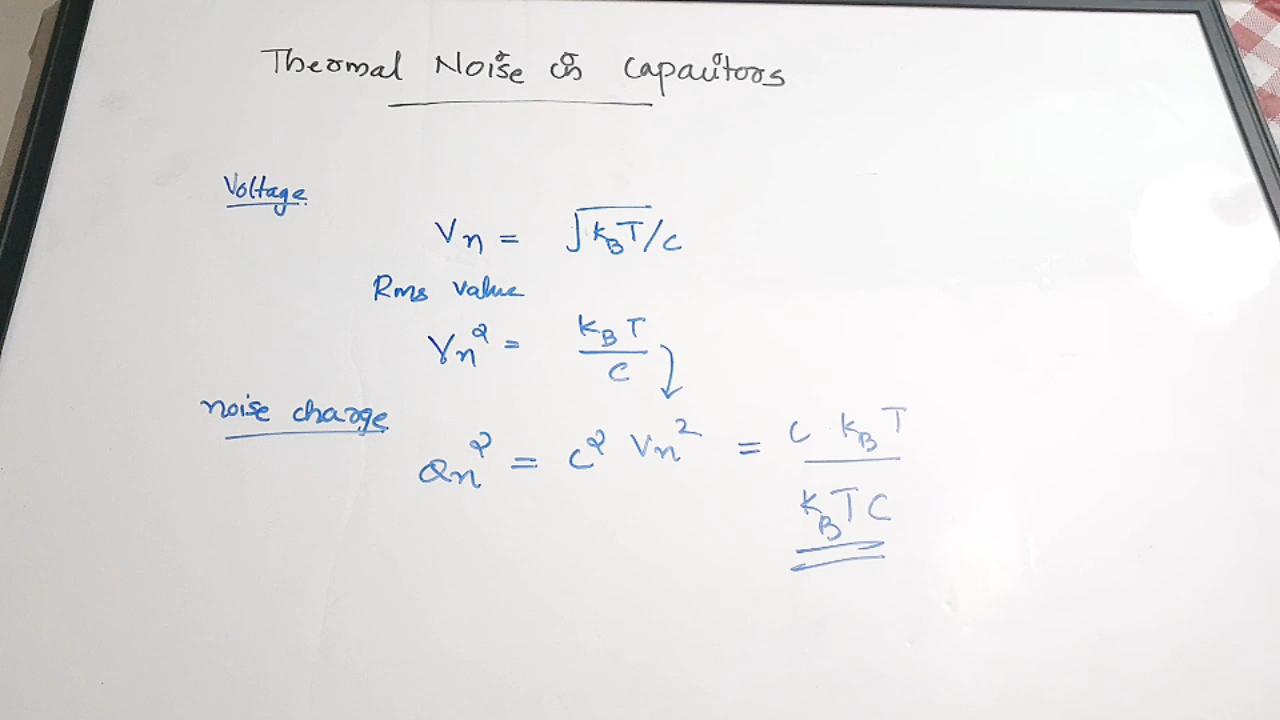 Thermal Noise in Capacitors
Voltage
Vn = √kBT/c
Rms value
Vn² = kBT / c
noise charge
Qn² = c² Vn² = c kBT
kBTC